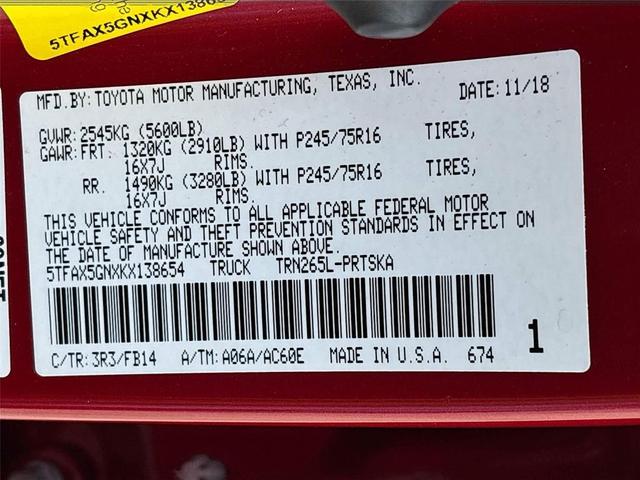 5TFAX5GNXKX138654
MFD.BY:TOYOTA MOTOR MANUFACTURING, TEXAS, INC.
DATE:11/18
GVWR:2545KG (5600LB)
GAWR:FRT. 1320KG (2910LB) WITH P245/75R16 TIRES,
16X7J RIMS.
RR. 1490KG (3280LB) WITH P245/75R16 TIRES,
16X7J RIMS.
THIS VEHICLE CONFORMS TO ALL APPLICABLE FEDERAL MOTOR
VEHICLE SAFETY AND THEFT PREVENTION STANDARDS IN EFFECT ON
THE DATE OF MANUFACTURE SHOWN ABOVE.
5TFAX5GNXKX138654 TRUCK TRN265L-PRTSKA
1
C/TR:3R3/FB14 A/TM:A06A/AC60E MADE IN U.S.A. 674